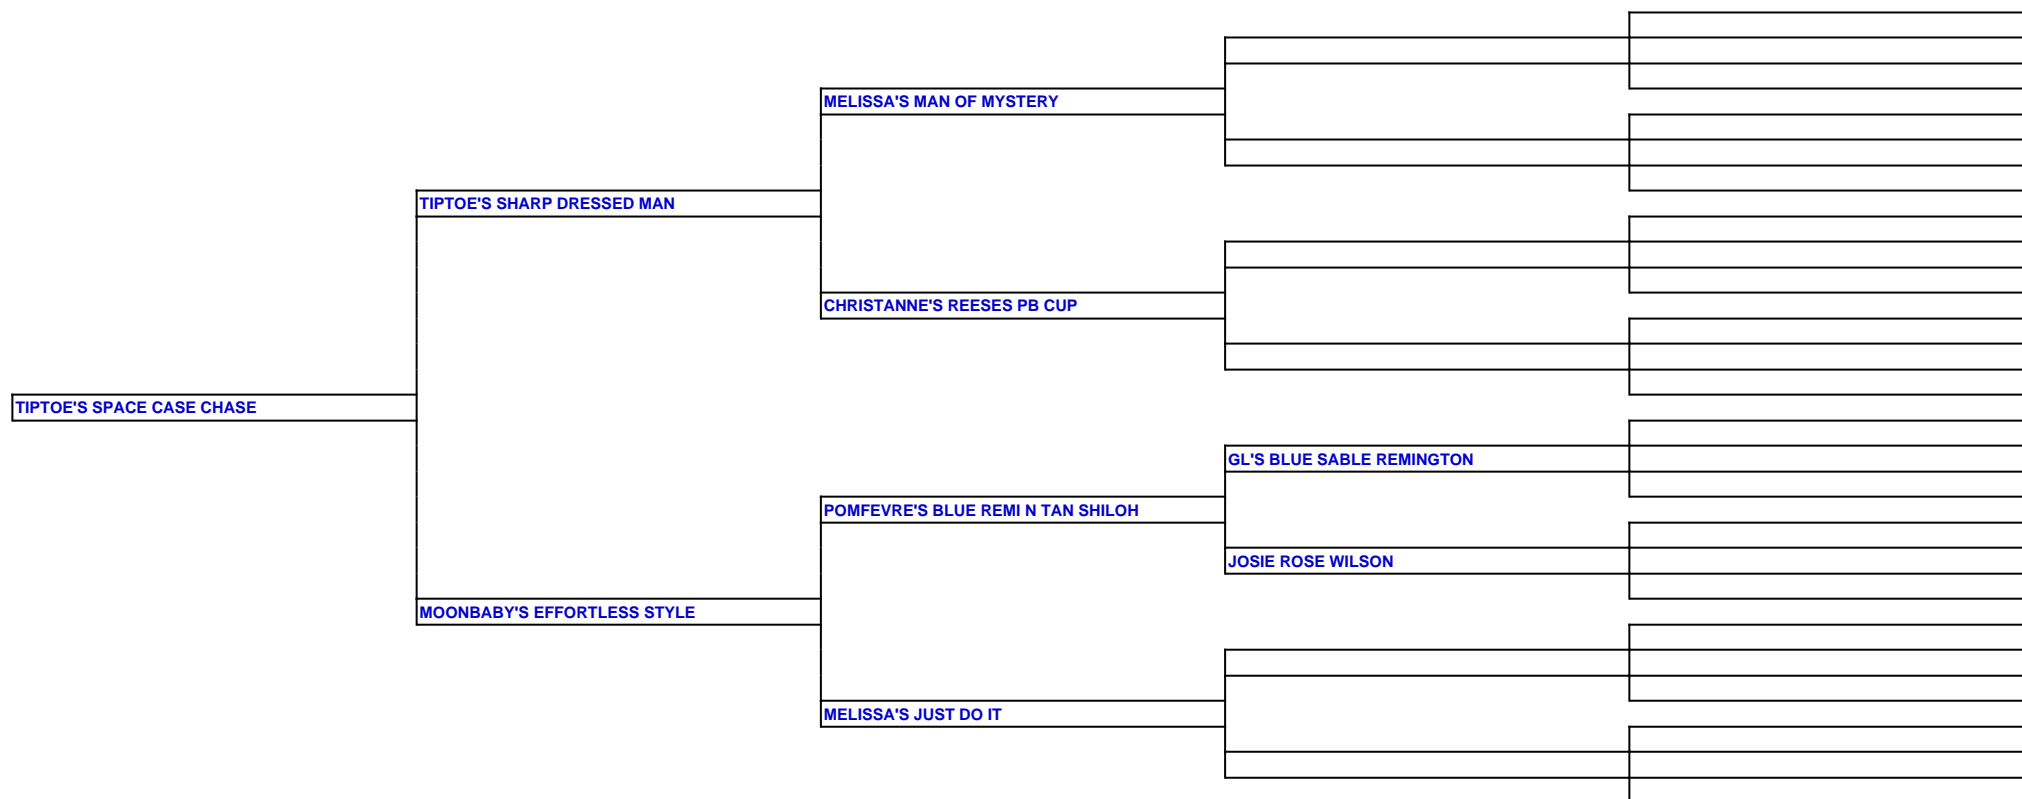 MELISSA'S MAN OF MYSTERY
TIPTOE'S SHARP DRESSED MAN
CHRISTANNE'S REESES PB CUP
TIPTOE'S SPACE CASE CHASE
GL'S BLUE SABLE REMINGTON
POMFEVRE'S BLUE REMI N TAN SHILOH
JOSIE ROSE WILSON
MOONBABY'S EFFORTLESS STYLE
MELISSA'S JUST DO IT